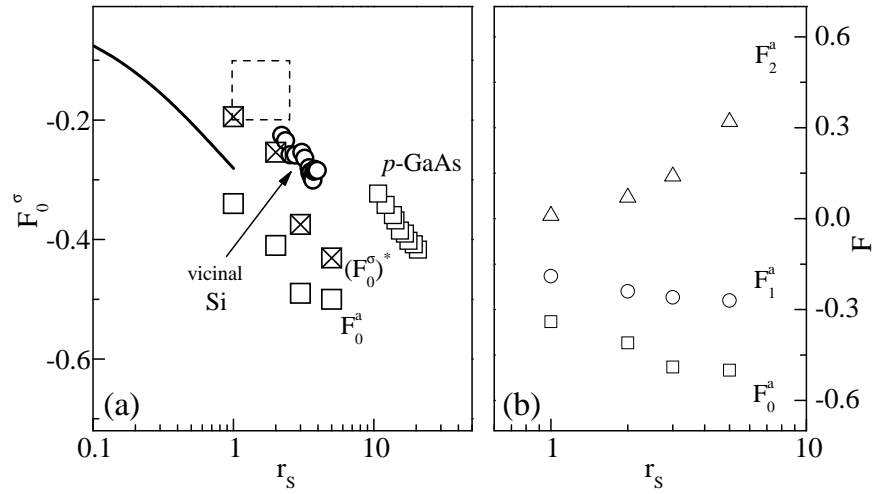 -0.2
-0.4
-0.6
F₀^σ
0.1
1
10
r_S
(a)
p-GaAs
vicinal
Si
(F₀^σ)*
F₀^a
0.6
0.3
0.0
-0.3
-0.6
F
1
10
r_S
(b)
F₂^a
F₁^a
F₀^a